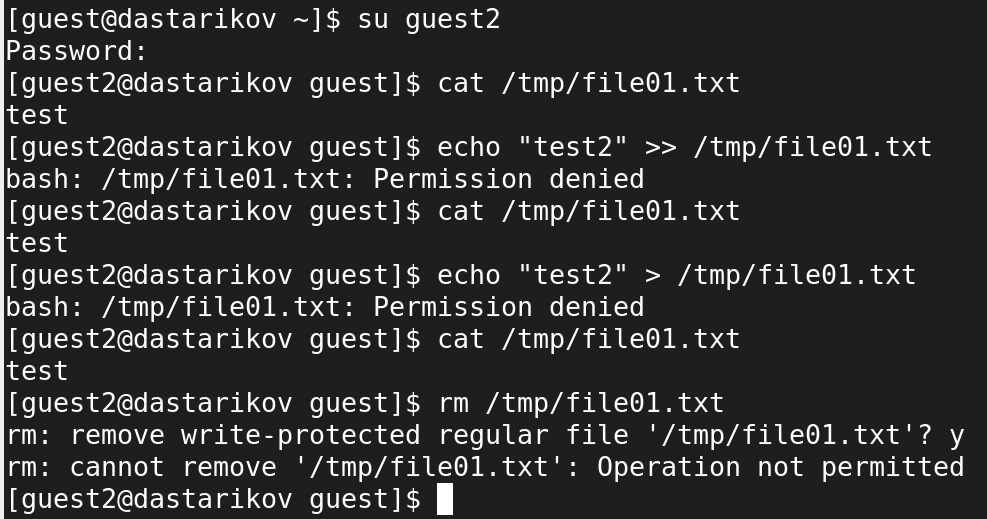 [guest@dastarikov ~]$ su guest2
Password:
[guest2@dastarikov guest]$ cat /tmp/file01.txt
test
[guest2@dastarikov guest]$ echo "test2" >> /tmp/file01.txt
bash: /tmp/file01.txt: Permission denied
[guest2@dastarikov guest]$ cat /tmp/file01.txt
test
[guest2@dastarikov guest]$ echo "test2" > /tmp/file01.txt
bash: /tmp/file01.txt: Permission denied
[guest2@dastarikov guest]$ cat /tmp/file01.txt
test
[guest2@dastarikov guest]$ rm /tmp/file01.txt
rm: remove write-protected regular file '/tmp/file01.txt'? y
rm: cannot remove '/tmp/file01.txt': Operation not permitted
[guest2@dastarikov guest]$